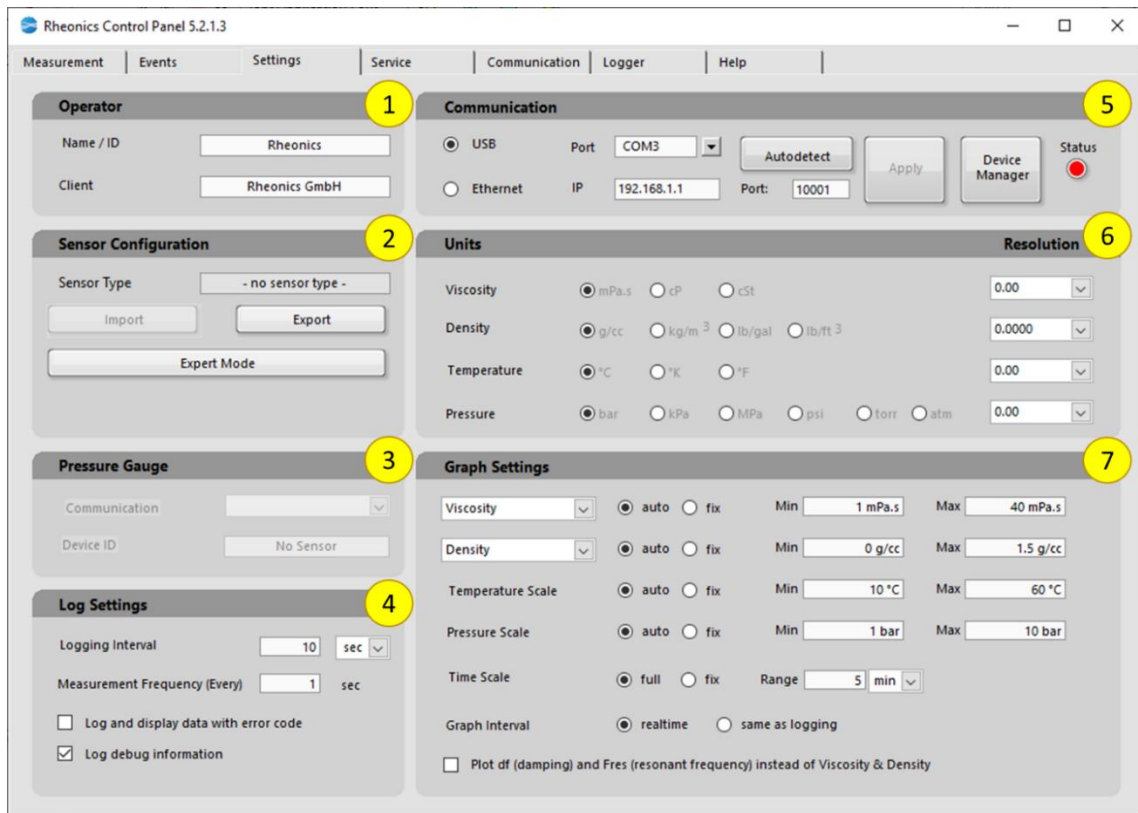 Rheonics Control Panel 5.2.1.3
Measurement Events Settings Service Communication Logger Help
Operator 1
Name / ID Rheonics
Client Rheonics GmbH
Sensor Configuration 2
Sensor Type - no sensor type -
Import Export
Expert Mode
Pressure Gauge 3
Communication
Device ID No Sensor
Log Settings 4
Logging Interval 10 sec
Measurement Frequency (Every) 1 sec
Log and display data with error code
Log debug information
Communication 5
USB Port COM3 Autodetect Apply Device Manager Status
Ethernet IP 192.168.1.1 Port: 10001
Units Resolution 6
Viscosity mPa.s cP cSt 0.00
Density g/cc kg/m 3 lb/gal lb/ft 3 0.0000
Temperature °C °K °F 0.00
Pressure bar kPa MPa psi torr atm 0.00
Graph Settings 7
Viscosity auto fix Min 1 mPa.s Max 40 mPa.s
Density auto fix Min 0 g/cc Max 1.5 g/cc
Temperature Scale auto fix Min 10 °C Max 60 °C
Pressure Scale auto fix Min 1 bar Max 10 bar
Time Scale full fix Range 5 min
Graph Interval realtime same as logging
Plot df (damping) and Fres (resonant frequency) instead of Viscosity & Density